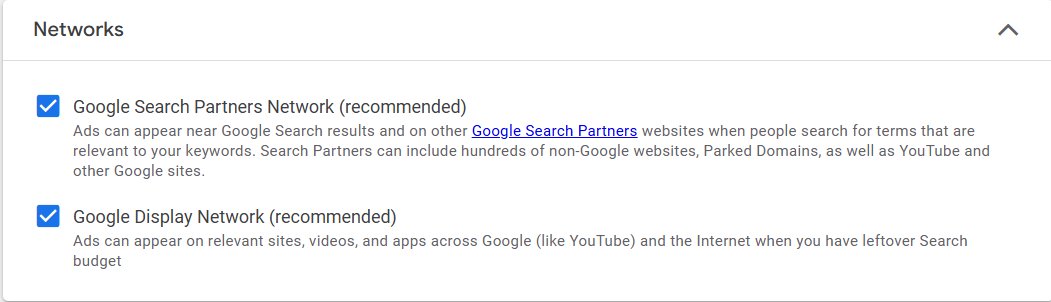 Networks
Google Search Partners Network (recommended)
Ads can appear near Google Search results and on other Google Search Partners websites when people search for terms that are
relevant to your keywords. Search Partners can include hundreds of non-Google websites, Parked Domains, as well as YouTube and
other Google sites.
Google Display Network (recommended)
Ads can appear on relevant sites, videos, and apps across Google (like YouTube) and the Internet when you have leftover Search
budget